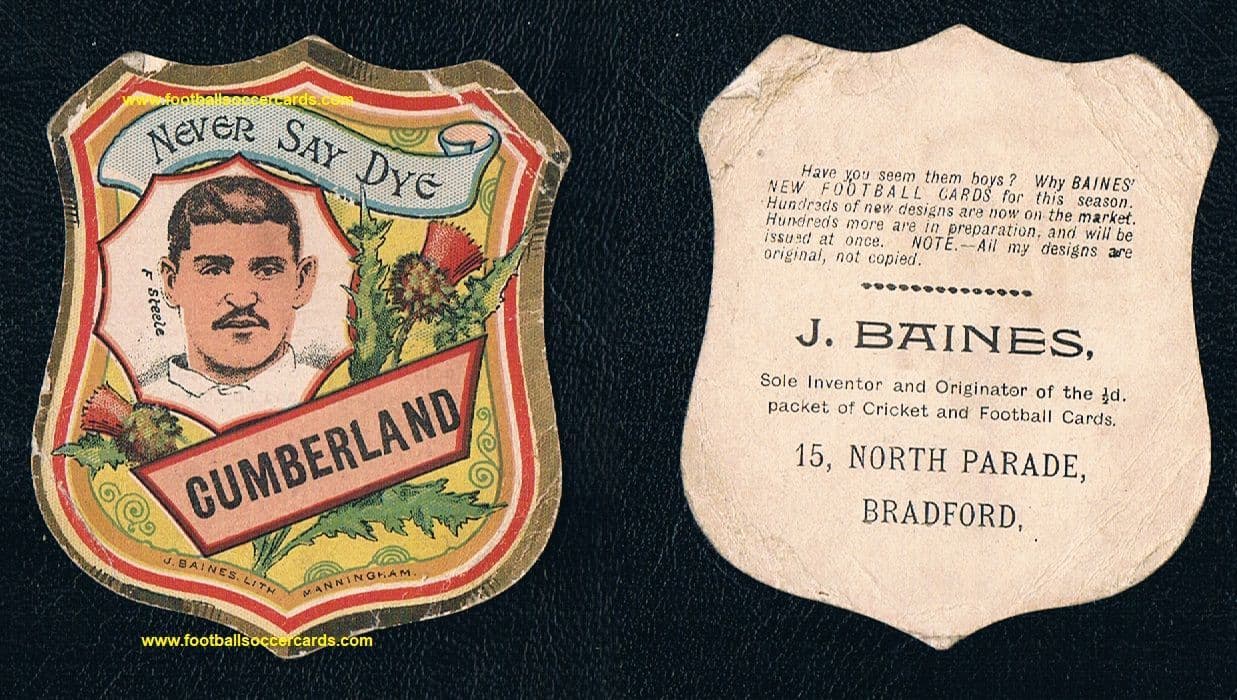 www.footballsoccercards.com
NEVER SAY DYE
F Steele
CUMBERLAND
J. BAINES. LITH MANNINGHAM.
www.footballsoccercards.com
Have you seem them boys? Why BAINES'
NEW FOOTBALL CARDS for this season.
Hundreds of new designs are now on the market.
Hundreds more are in preparation, and will be
issued at once. NOTE.—All my designs are
original, not copied.
J. BAINES,
Sole Inventor and Originator of the ½d.
packet of Cricket and Football Cards.
15, NORTH PARADE,
BRADFORD,